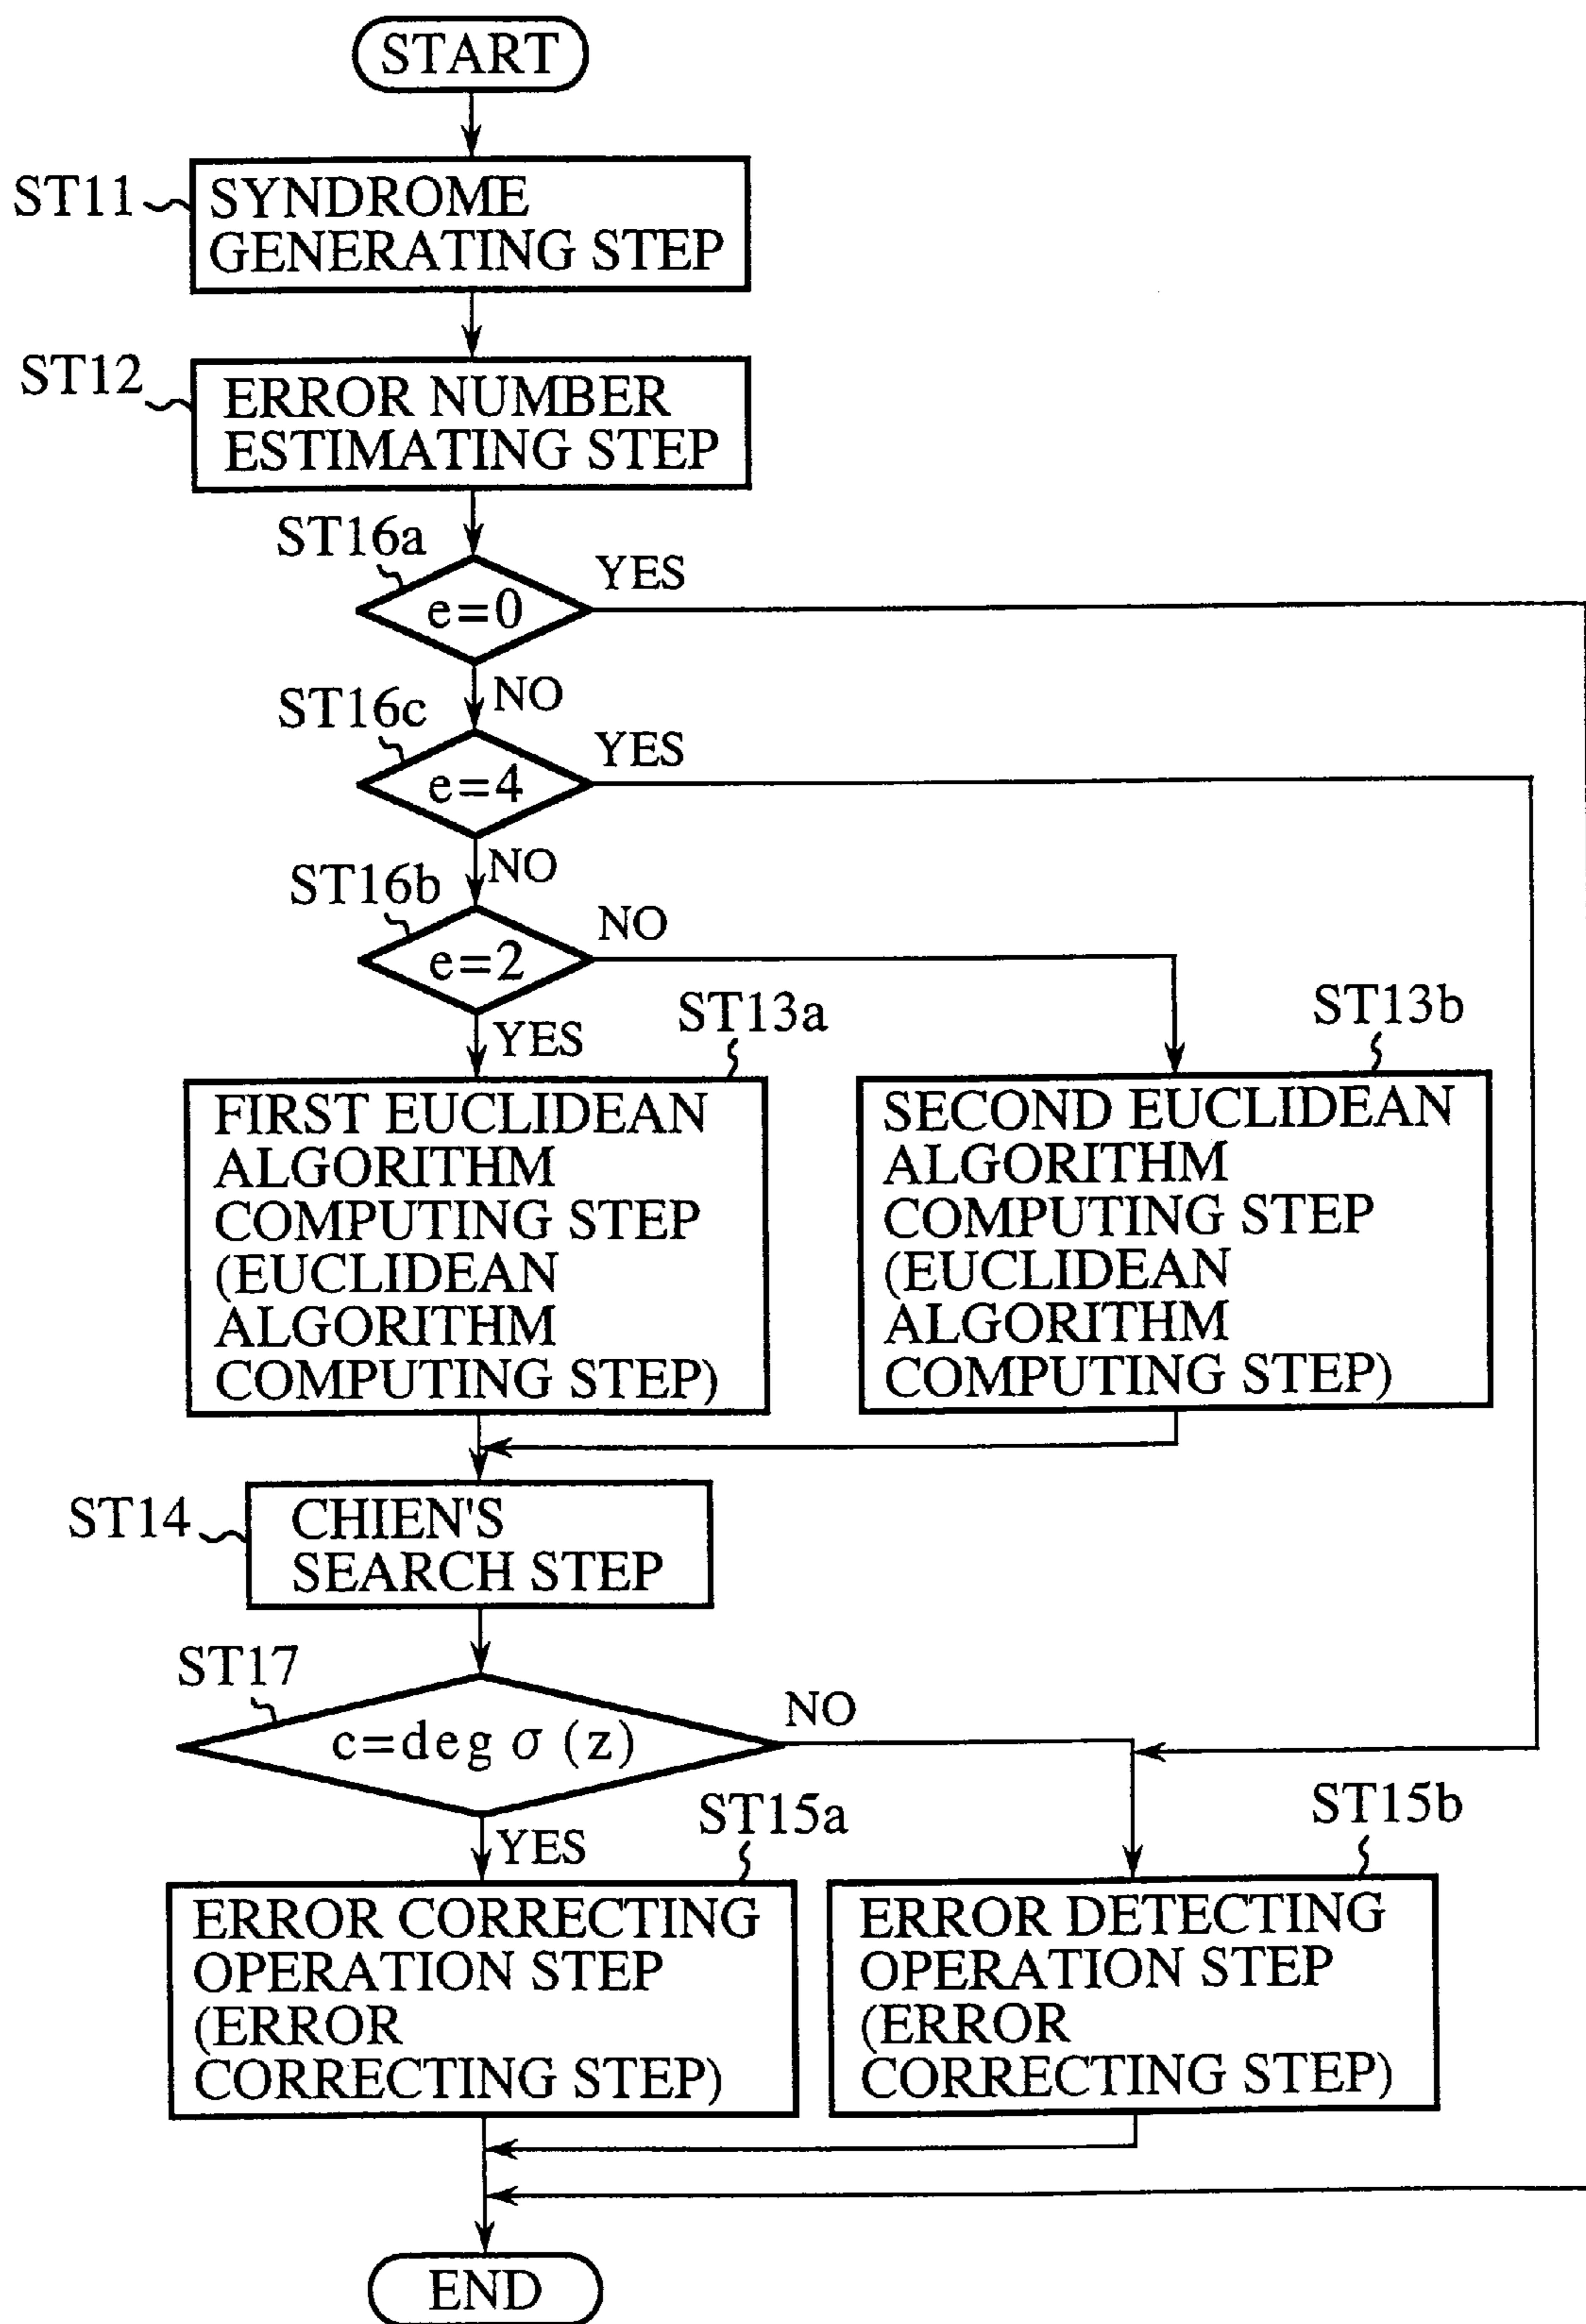 START
ST11
SYNDROME
GENERATING STEP
ST12
ERROR NUMBER
ESTIMATING STEP
ST16a
e=0
YES
NO
ST16c
e=4
YES
NO
ST16b
e=2
NO
YES
ST13a
FIRST EUCLIDEAN
ALGORITHM
COMPUTING STEP
(EUCLIDEAN
ALGORITHM
COMPUTING STEP)
ST13b
SECOND EUCLIDEAN
ALGORITHM
COMPUTING STEP
(EUCLIDEAN
ALGORITHM
COMPUTING STEP)
ST14
CHIEN'S
SEARCH STEP
ST17
c=deg σ (z)
NO
YES
ST15a
ERROR CORRECTING
OPERATION STEP
(ERROR
CORRECTING STEP)
ST15b
ERROR DETECTING
OPERATION STEP
(ERROR
CORRECTING STEP)
END